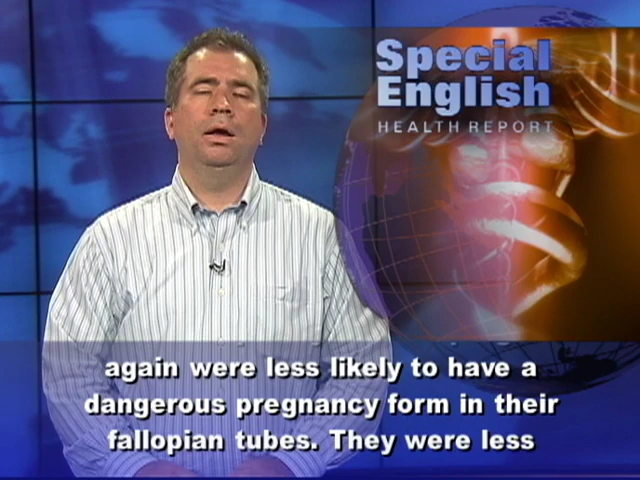 Special
English
HEALTH REPORT
again were less likely to have a
dangerous pregnancy form in their
fallopian tubes. They were less